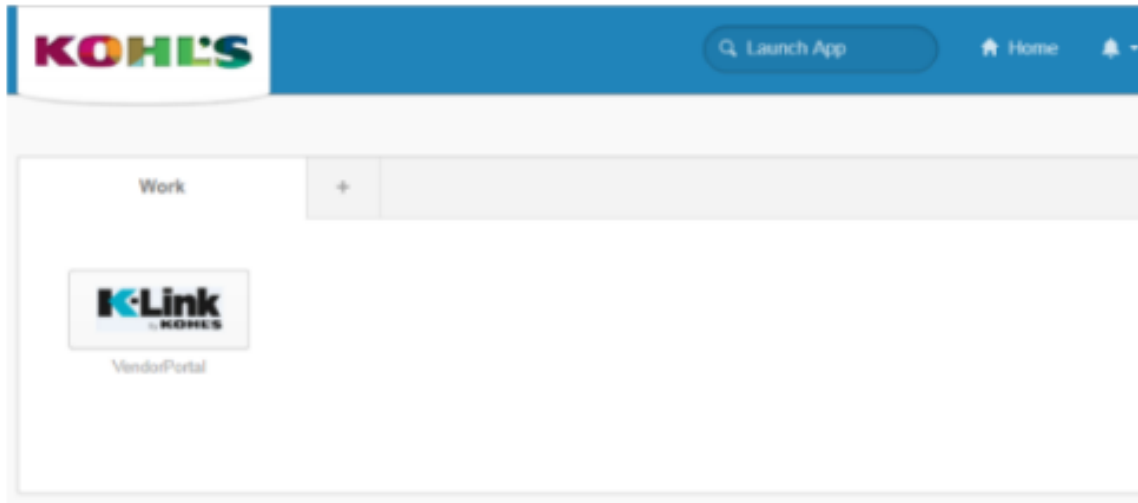 KOHL'S
Launch App
Home
Work
+
K-Link
by KOHL'S
VendorPortal